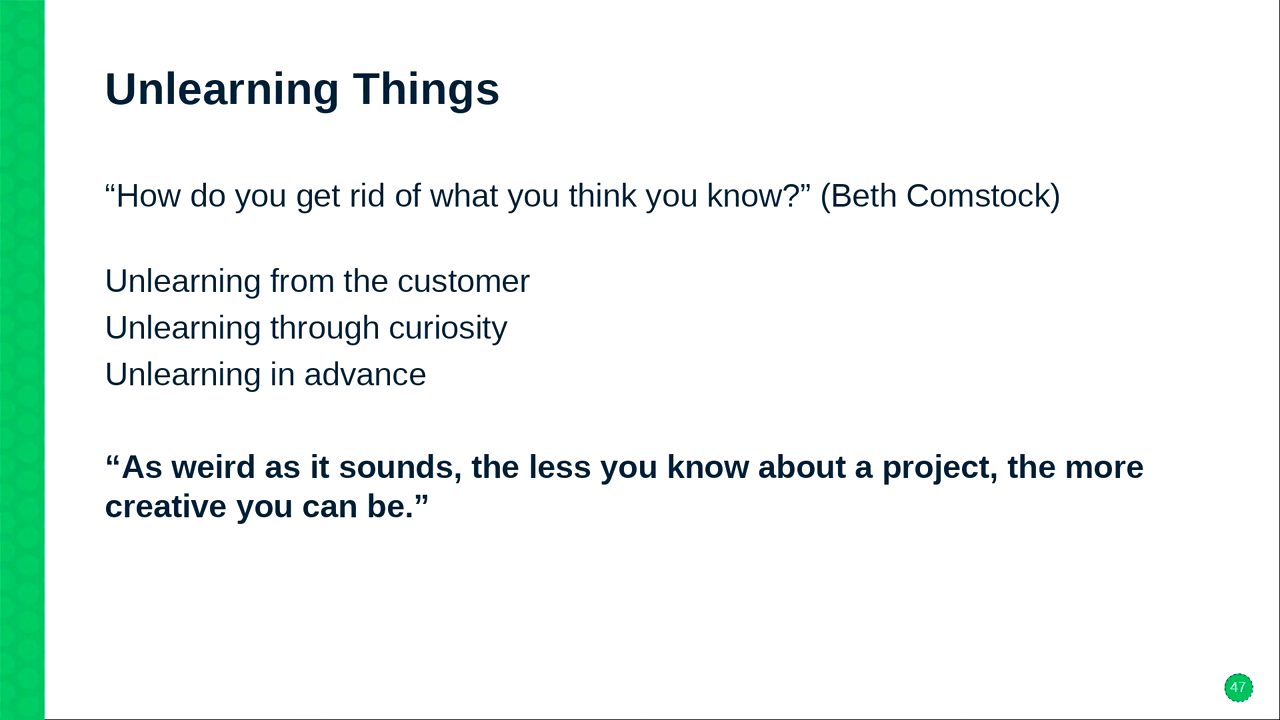 Unlearning Things
“How do you get rid of what you think you know?” (Beth Comstock)
Unlearning from the customer
Unlearning through curiosity
Unlearning in advance
“As weird as it sounds, the less you know about a project, the more
creative you can be.”
47